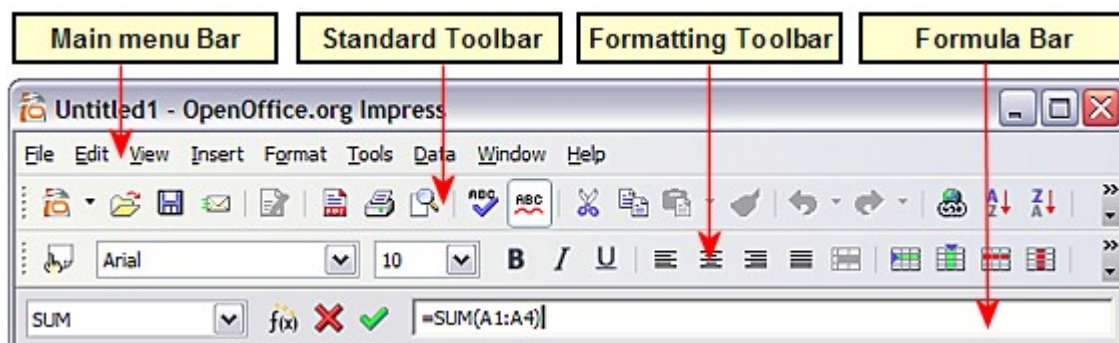 Main menu Bar Standard Toolbar Formatting Toolbar Formula Bar
Untitled1 - OpenOffice.org Impress
File Edit View Insert Format Tools Data Window Help
ABC ABC A Z Z A
Arial 10 B I U
SUM f(x) =SUM(A1:A4)